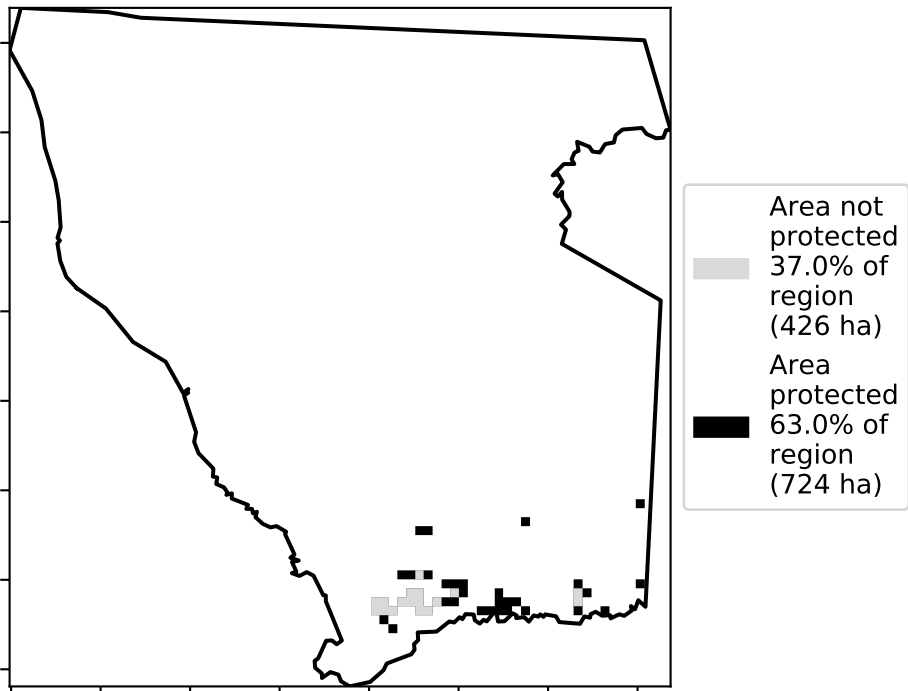 Area not
protected
37.0% of
region
(426 ha)
Area
protected
63.0% of
region
(724 ha)